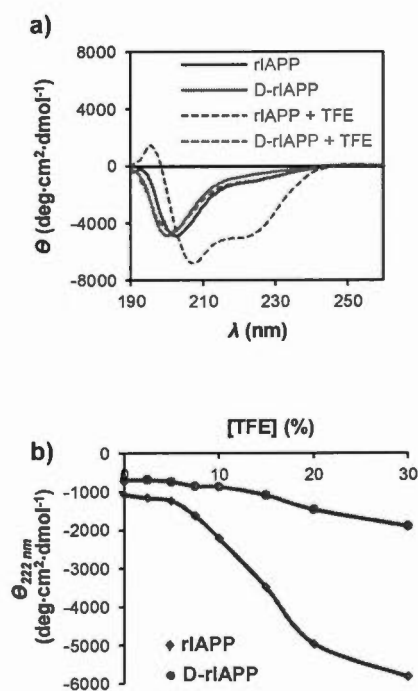 a)
8000
4000
0
-4000
-8000
Θ (deg·cm²·dmol⁻¹)
rIAPP
D-rIAPP
rIAPP + TFE
D-rIAPP + TFE
190 210 230 250
λ (nm)
b)
[TFE] (%)
0 10 20 30
0
-1000
-2000
-3000
-4000
-5000
-6000
Θ222 nm
(deg·cm²·dmol⁻¹)
rIAPP
D-rIAPP